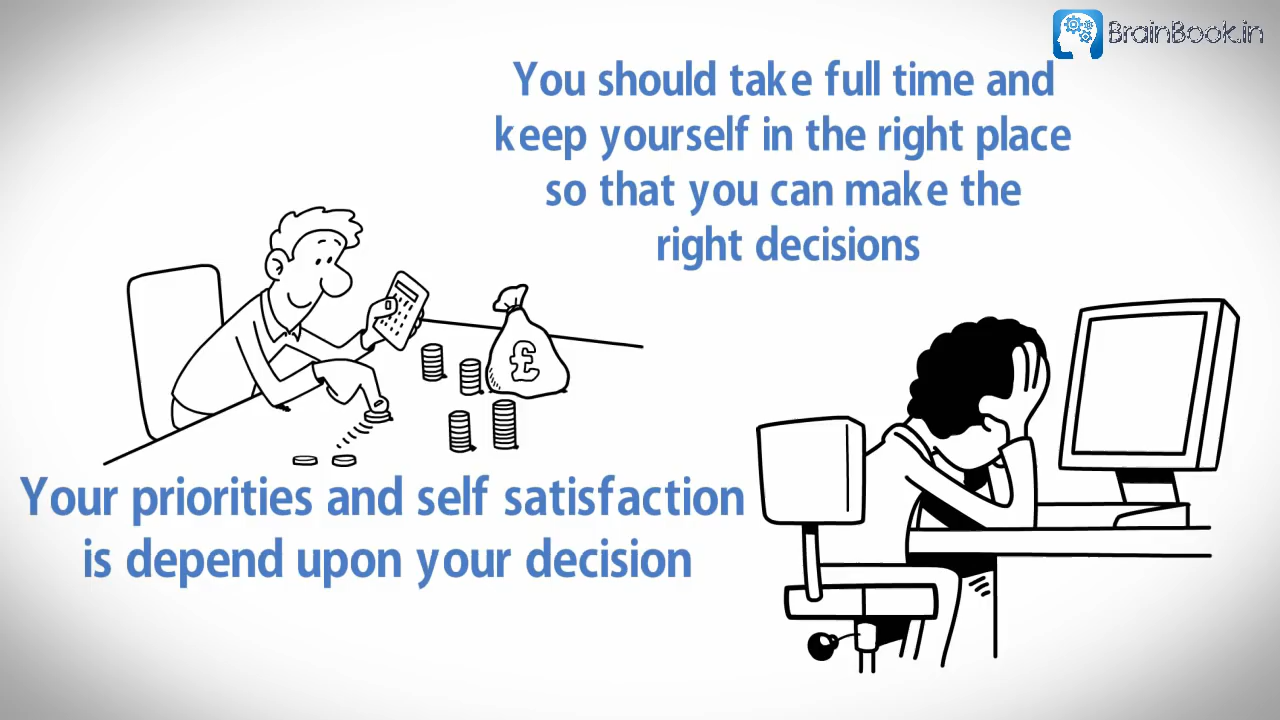 BrainBook.in
You should take full time and
keep yourself in the right place
so that you can make the
right decisions
£
Your priorities and self satisfaction
is depend upon your decision